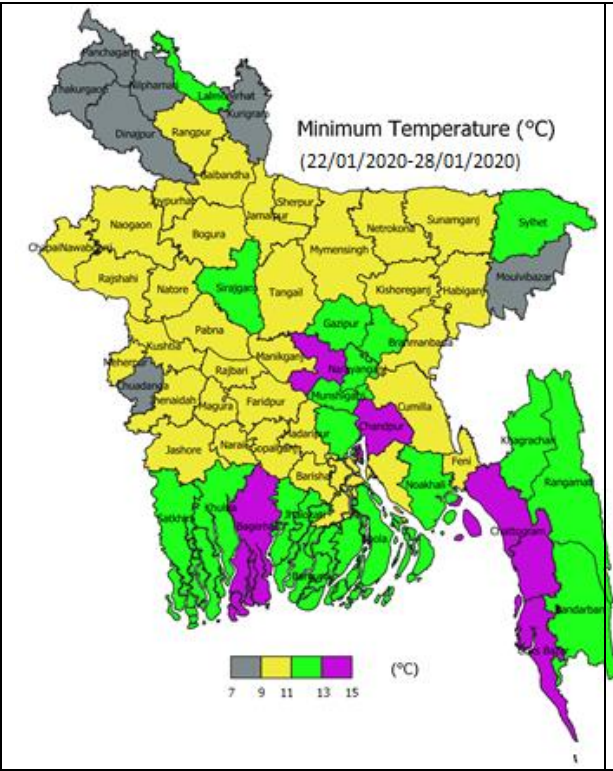 Panchagarh
Thakurgaon
Nilphamari
Lalmonirhat
Kurigram
Dinajpur
Rangpur
Minimum Temperature (°C)
(22/01/2020-28/01/2020)
Gaibandha
Joypurhat
Sherpur
Naogaon
Jamalpur
Bogura
Netrokona
Sunamganj
Sylhet
ChapaiNawabganj
Mymensingh
Rajshahi
Natore
Sirajganj
Tangail
Kishoreganj
Habiganj
Moulvibazar
Pabna
Gazipur
Kushtia
Brahmanbaria
Meherpur
Manikganj
Rajbari
Narayanganj
Chuadanga
Jhenaidah
Magura
Faridpur
Munshiganj
Cumilla
Chandpur
Madaripur
Khagrachari
Jashore
Narail
Gopalganj
Feni
Barishal
Noakhali
Rangamati
Satkhira
Khulna
Bagerhat
Jhalokati
Bhola
Chattogram
Barguna
Bandarban
Coxs Bazar
(°C)
7 9 11 13 15